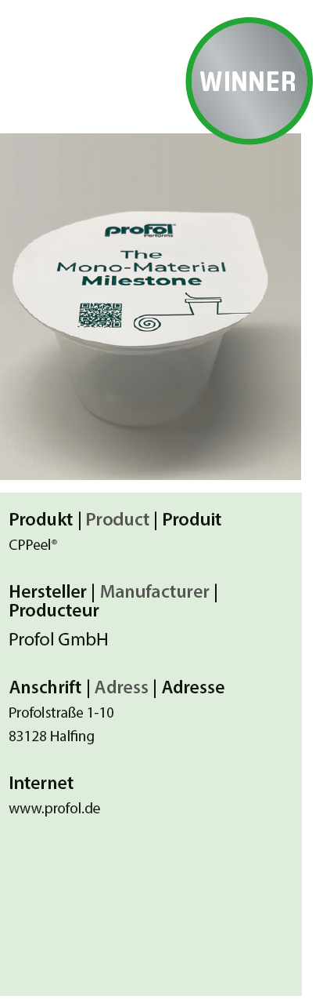 WINNER
profol
Performs
The
Mono-Material
Milestone
Produkt | Product | Produit
CPPeel®
Hersteller | Manufacturer |
Producteur
Profol GmbH
Anschrift | Adress | Adresse
Profolstraße 1-10
83128 Halfing
Internet
www.profol.de